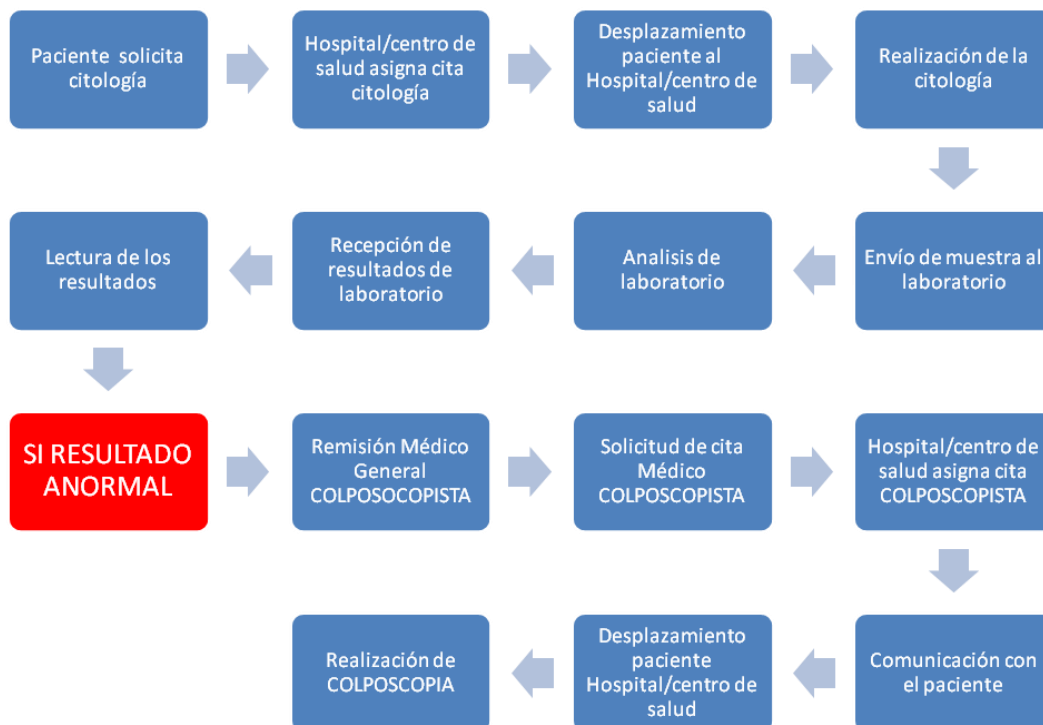 Paciente solicita
citología
Hospital/centro de
salud asigna cita
citología
Desplazamiento
paciente al
Hospital/centro de
salud
Realización de la
citología
Envío de muestra al
laboratorio
Analisis de
laboratorio
Recepción de
resultados de
laboratorio
Lectura de los
resultados
SI RESULTADO
ANORMAL
Remisión Médico
General
COLPOSOCOPISTA
Solicitud de cita
Médico
COLPOSCOPISTA
Hospital/centro de
salud asigna cita
COLPOSCOPISTA
Comunicación con
el paciente
Desplazamiento
paciente
Hospital/centro de
salud
Realización de
COLPOSCOPIA